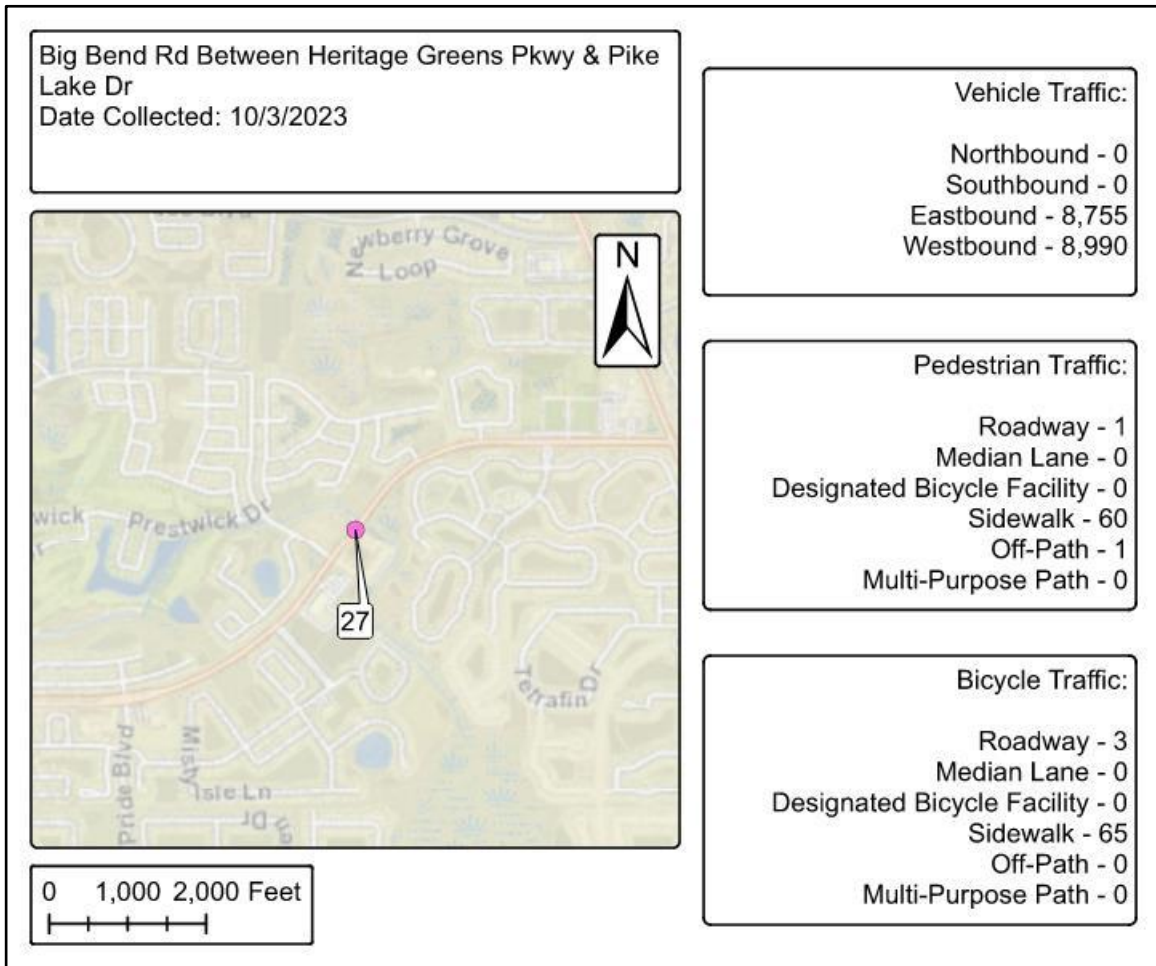 Big Bend Rd Between Heritage Greens Pkwy & Pike
Lake Dr
Date Collected: 10/3/2023
Newberry Grove
Loop
N
Prestwick Dr
wick
27
Tetrafin Dr
Pride Blvd
Misty
Isle Ln
Dr
0 1,000 2,000 Feet
Vehicle Traffic:
Northbound - 0
Southbound - 0
Eastbound - 8,755
Westbound - 8,990
Pedestrian Traffic:
Roadway - 1
Median Lane - 0
Designated Bicycle Facility - 0
Sidewalk - 60
Off-Path - 1
Multi-Purpose Path - 0
Bicycle Traffic:
Roadway - 3
Median Lane - 0
Designated Bicycle Facility - 0
Sidewalk - 65
Off-Path - 0
Multi-Purpose Path - 0